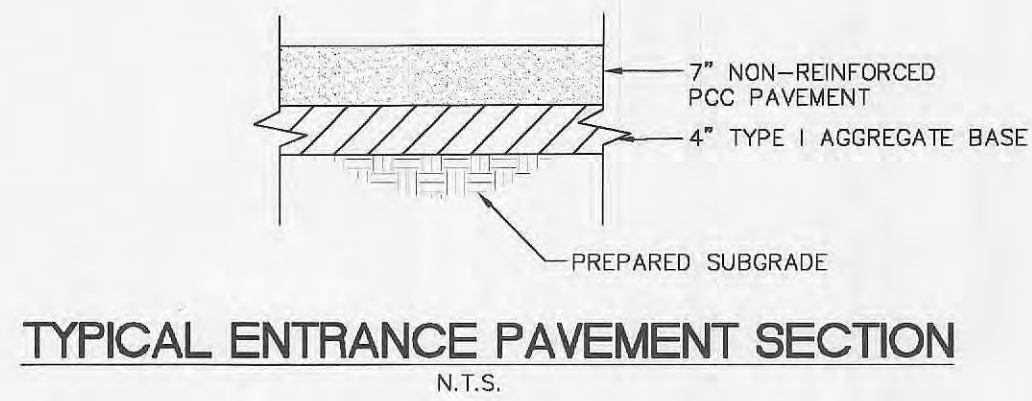 7" NON-REINFORCED
PCC PAVEMENT
4" TYPE I AGGREGATE BASE
PREPARED SUBGRADE
TYPICAL ENTRANCE PAVEMENT SECTION
N.T.S.